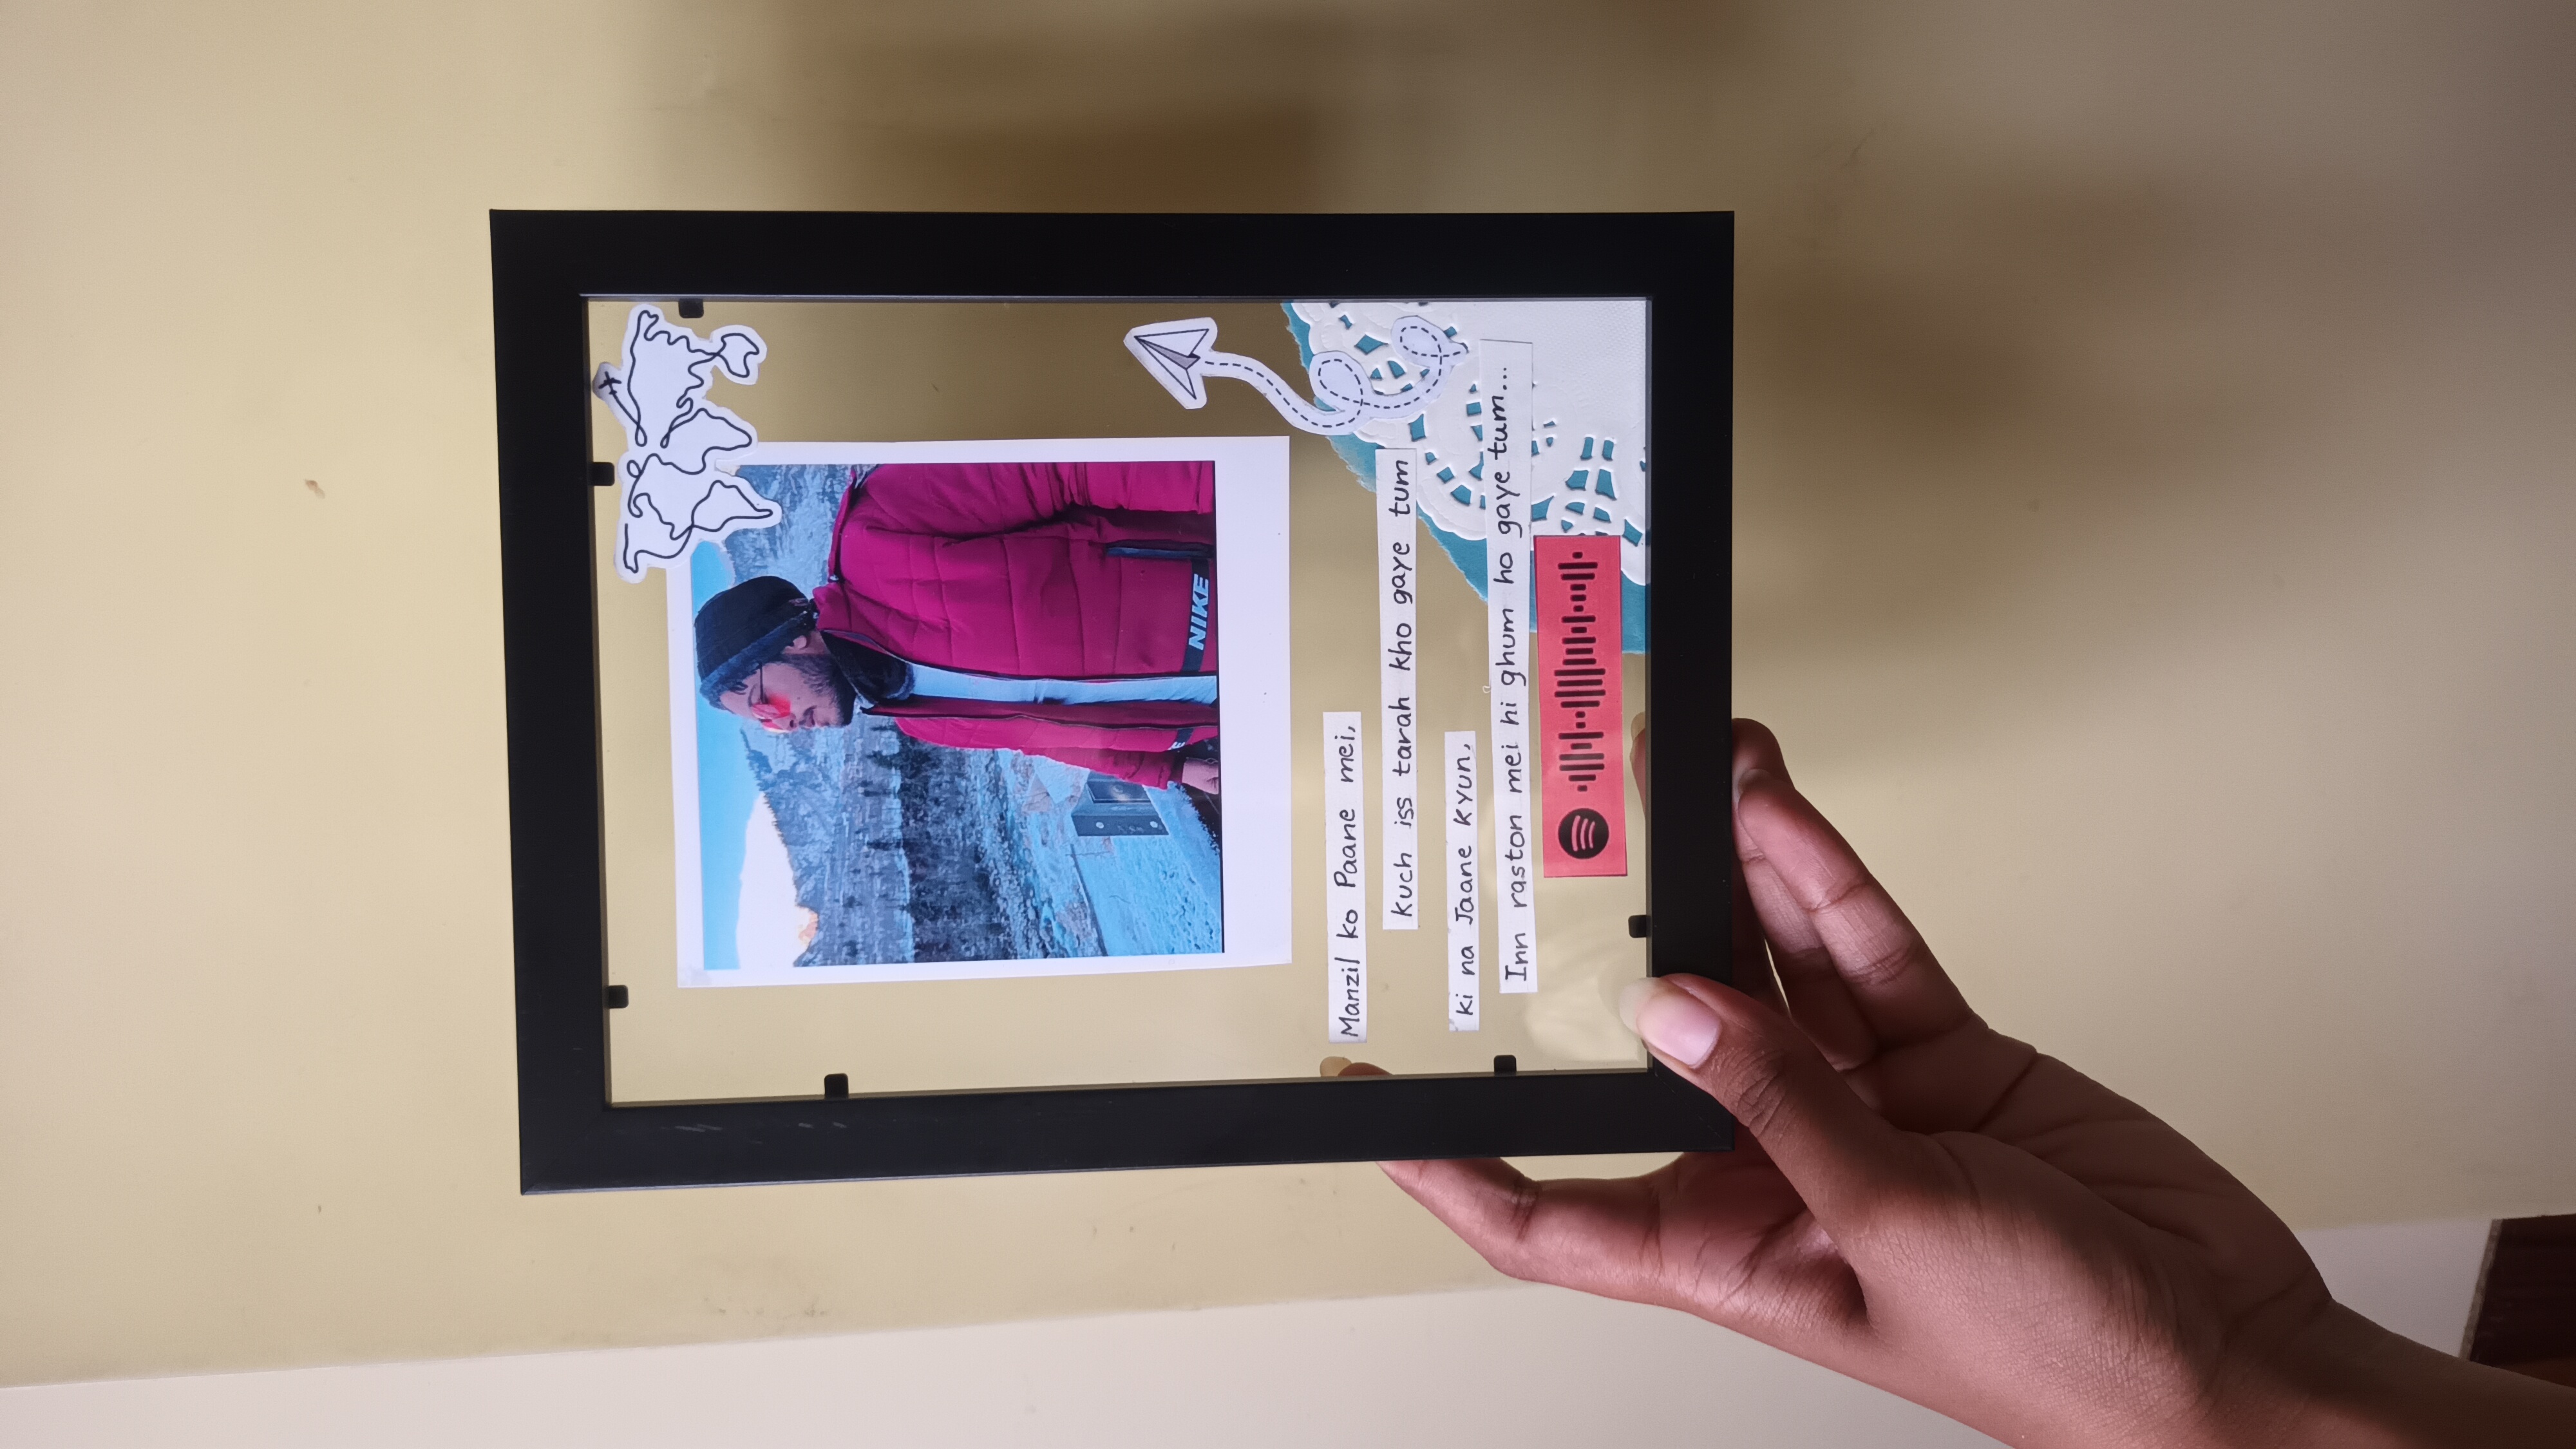 NIKE
Manzil ko Paane mei,
kuch iss tarah kho gaye tum
ki na Jaane kyun,
Inn raston mei hi ghum ho gaye tum...